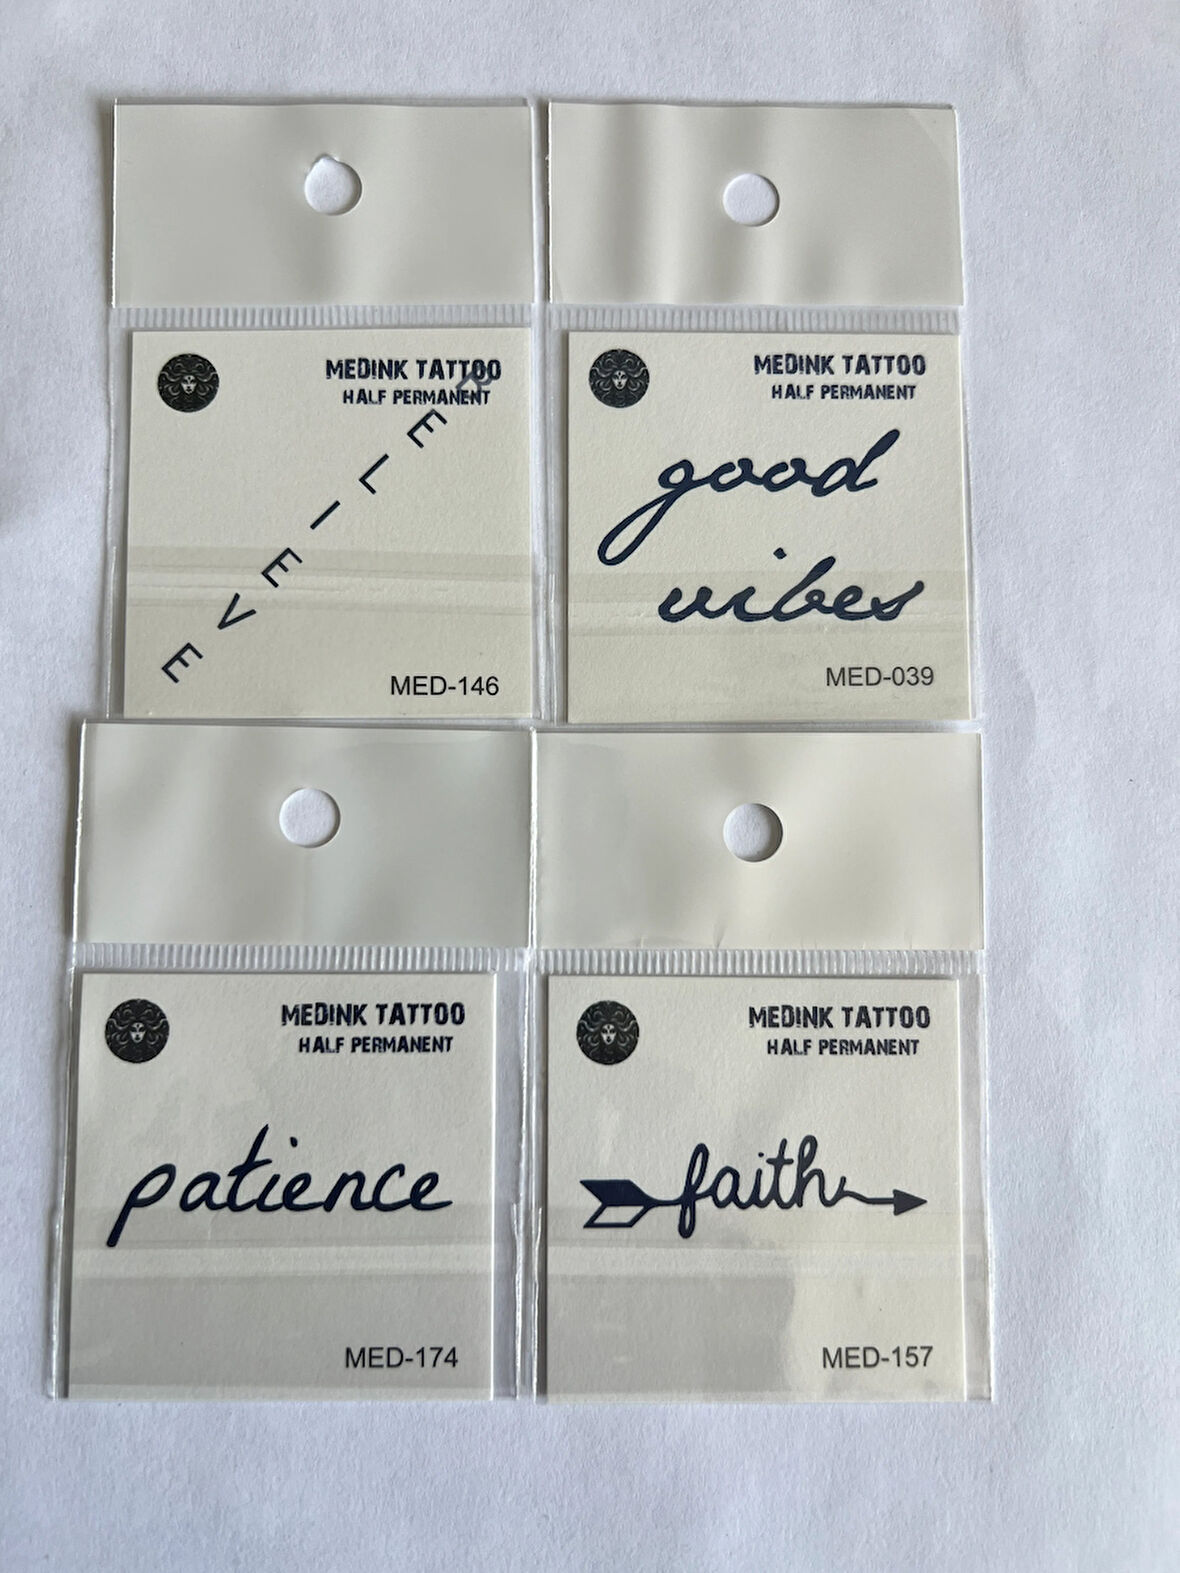 MEDINK TATTOO
HALF PERMANENT
BELIEVE
MED-146
MEDINK TATTOO
HALF PERMANENT
good
vibes
MED-039
MEDINK TATTOO
HALF PERMANENT
patience
MED-174
MEDINK TATTOO
HALF PERMANENT
faith
MED-157